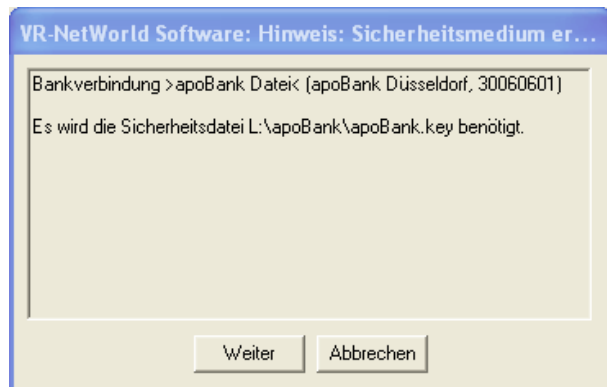 VR-NetWorld Software: Hinweis: Sicherheitsmedium er...
Bankverbindung >apoBank Datei< (apoBank Düsseldorf, 30060601)
Es wird die Sicherheitsdatei L:\apoBank\apoBank.key benötigt.
Weiter
Abbrechen